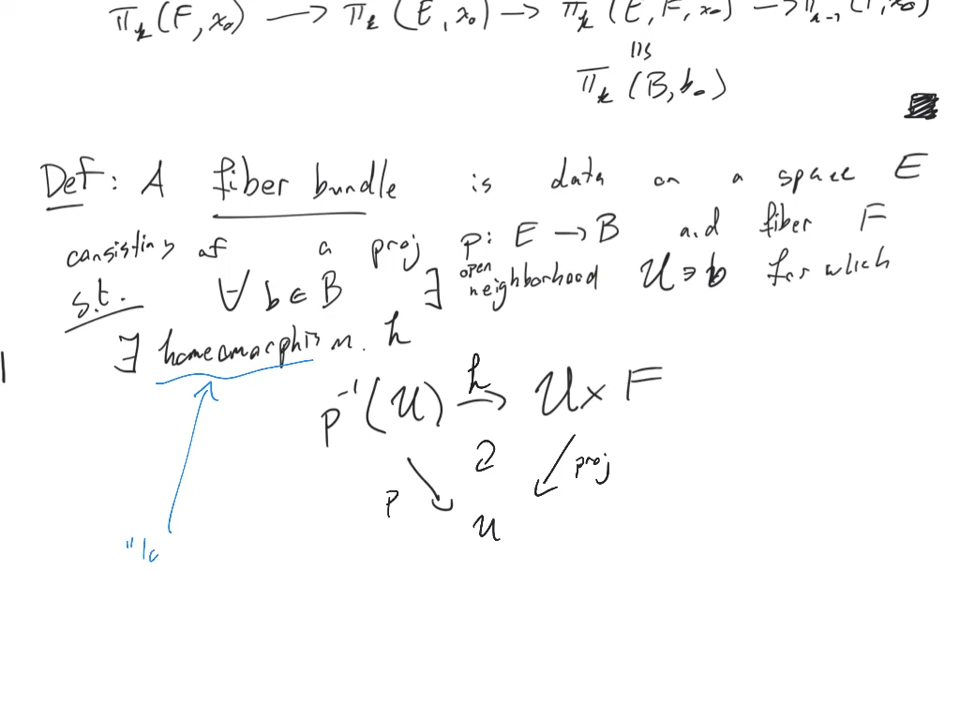 π_k(F, x₀) → π_k(E, x₀) → π_k(E, F, x₀) → π_{k-1}(F, x₀)
≅
π_k(B, b₀)
Def: A fiber bundle is data on a space E
consisting of a proj p: E → B and fiber F
s.t. ∀ b ∈ B ∃ open neighborhood U ∋ b for which
∃ homeomorphism h
p⁻¹(U) →^h U × F
p ↘ ↻ ↙ proj
U
"lo